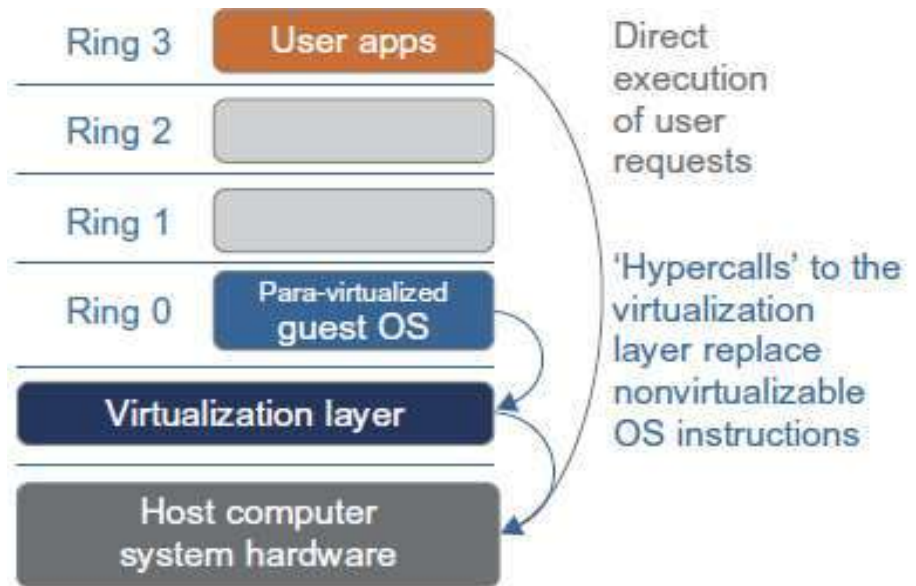 Ring 3
User apps
Ring 2
Ring 1
Ring 0
Para-virtualized
guest OS
Virtualization layer
Host computer
system hardware
Direct
execution
of user
requests
‘Hypercalls’ to the
virtualization
layer replace
nonvirtualizable
OS instructions